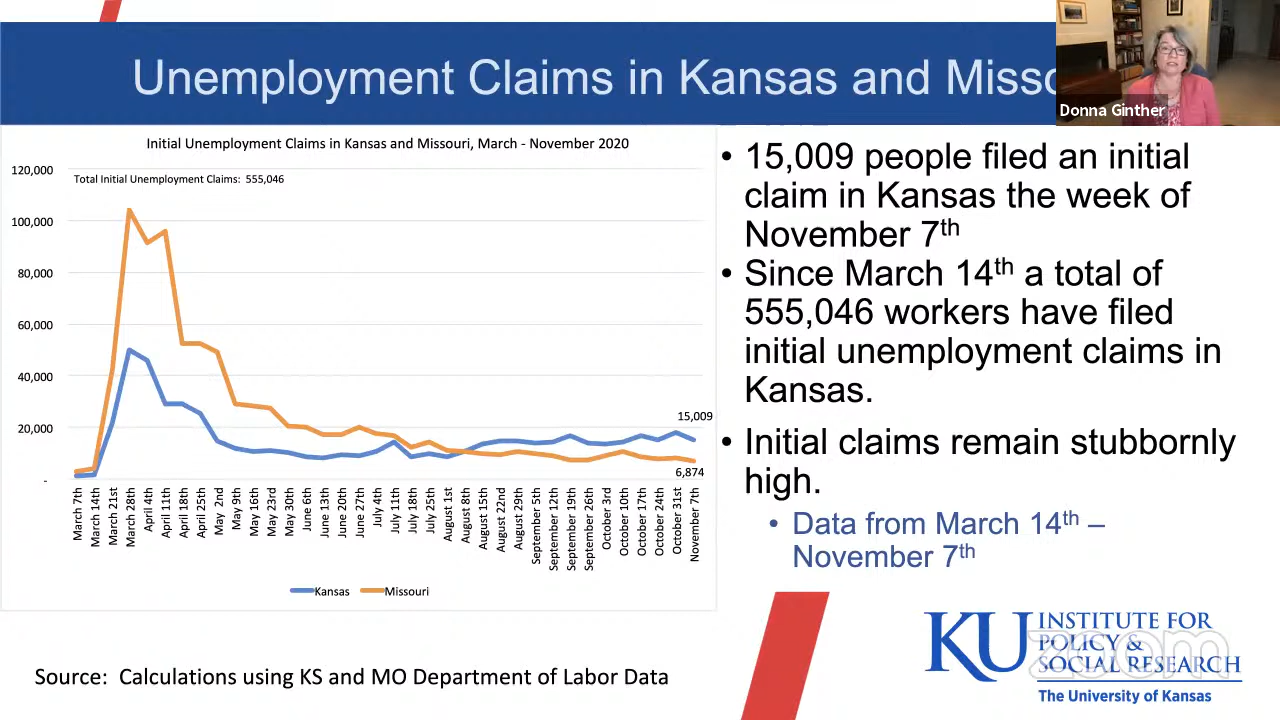 Unemployment Claims in Kansas and Misso
Donna Ginther
Initial Unemployment Claims in Kansas and Missouri, March - November 2020
120,000
Total Initial Unemployment Claims: 555,046
100,000
80,000
60,000
40,000
20,000
-
15,009
6,874
March 7th
March 14th
March 21st
March 28th
April 4th
April 11th
April 18th
April 25th
May 2nd
May 9th
May 16th
May 23rd
May 30th
June 6th
June 13th
June 20th
June 27th
July 4th
July 11th
July 18th
July 25th
August 1st
August 8th
August 15th
August 22nd
August 29th
September 5th
September 12th
September 19th
September 26th
October 3rd
October 10th
October 17th
October 24th
October 31st
November 7th
Kansas
Missouri
• 15,009 people filed an initial
claim in Kansas the week of
November 7th
• Since March 14th a total of
555,046 workers have filed
initial unemployment claims in
Kansas.
• Initial claims remain stubbornly
high.
• Data from March 14th –
November 7th
Source: Calculations using KS and MO Department of Labor Data
KU
INSTITUTE FOR
POLICY &
SOCIAL RESEARCH
The University of Kansas
zoom